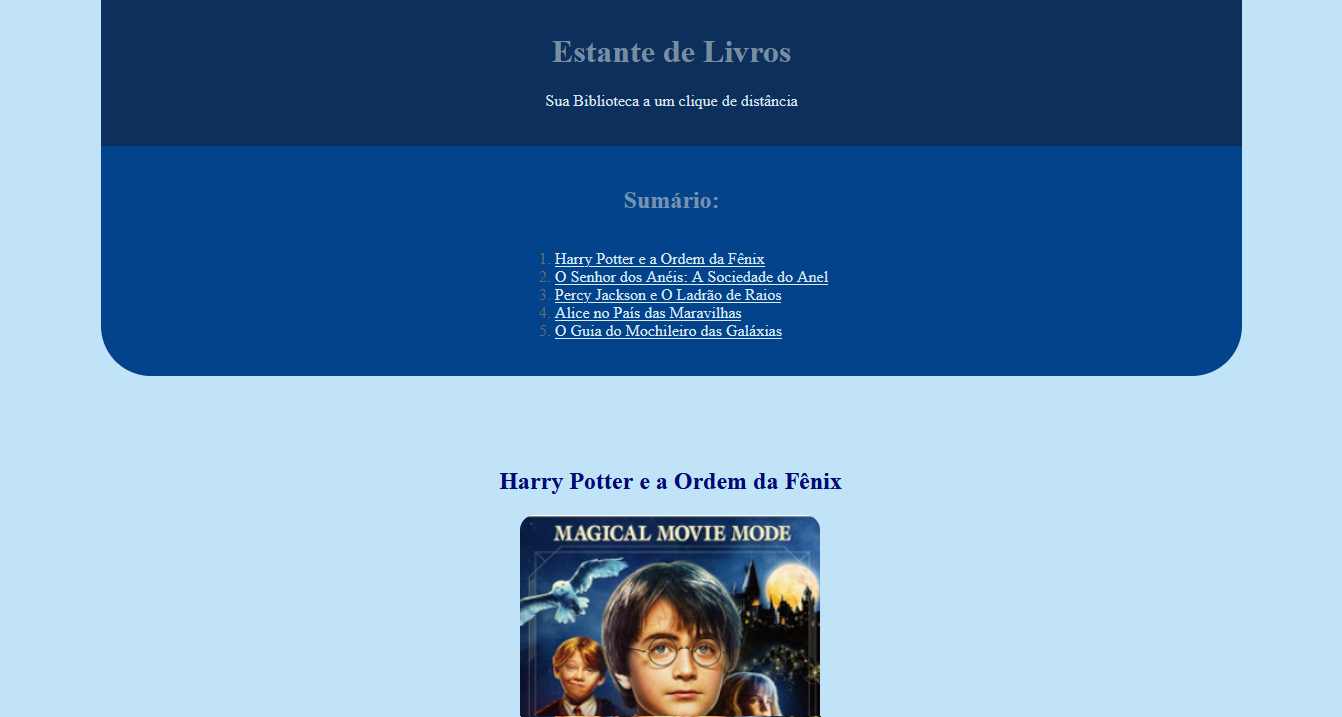 Estante de Livros
Sua Biblioteca a um clique de distância
Sumário:
1. Harry Potter e a Ordem da Fênix
2. O Senhor dos Anéis: A Sociedade do Anel
3. Percy Jackson e O Ladrão de Raios
4. Alice no País das Maravilhas
5. O Guia do Mochileiro das Galáxias
Harry Potter e a Ordem da Fênix
MAGICAL MOVIE MODE